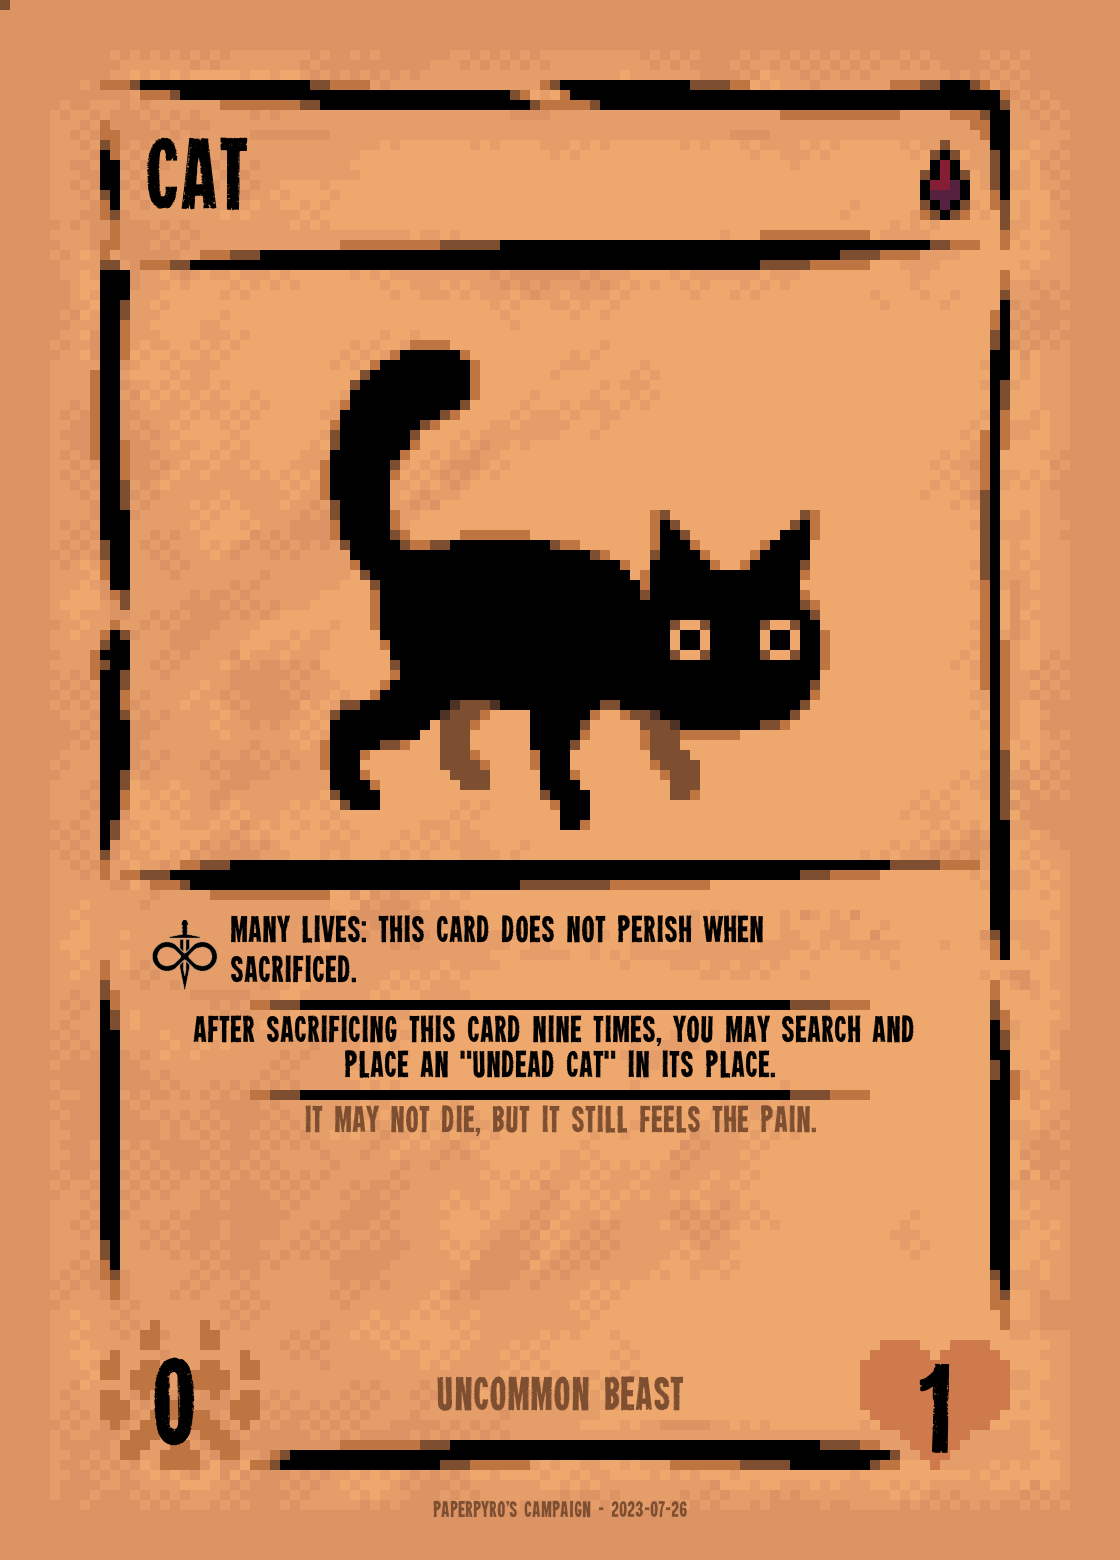 CAT
MANY LIVES: THIS CARD DOES NOT PERISH WHEN
SACRIFICED.
AFTER SACRIFICING THIS CARD NINE TIMES, YOU MAY SEARCH AND
PLACE AN "UNDEAD CAT" IN ITS PLACE.
IT MAY NOT DIE, BUT IT STILL FEELS THE PAIN.
0
UNCOMMON BEAST
1
PAPERPYRO'S CAMPAIGN - 2023-07-26